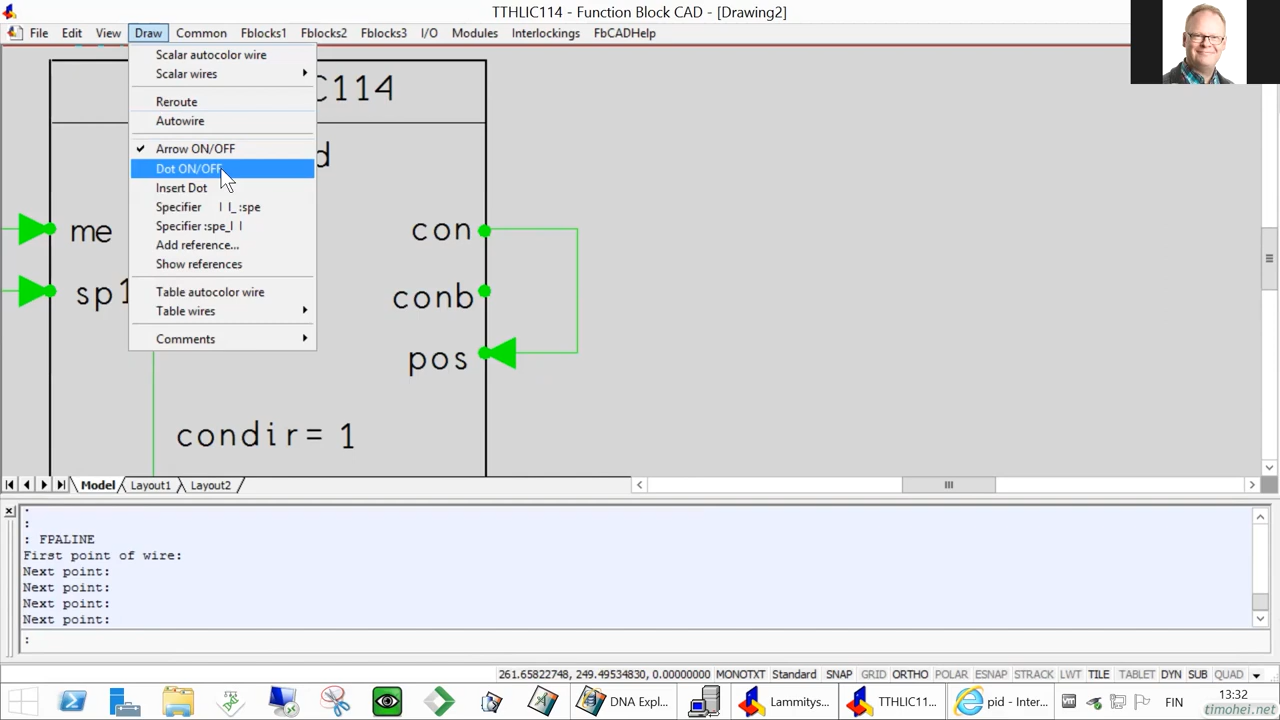 TTHLIC114 - Function Block CAD - [Drawing2]
File Edit View Draw Common Fblocks1 Fblocks2 Fblocks3 I/O Modules Interlockings FbCADHelp
Scalar autocolor wire
Scalar wires
Reroute
Autowire
Arrow ON/OFF
Dot ON/OFF
Insert Dot
Specifier | |_:spe
Specifier :spe_| |
Add reference...
Show references
Table autocolor wire
Table wires
Comments
C114
d
me
con
sp1
conb
pos
condir= 1
Model Layout1 Layout2
:
: FPALINE
First point of wire:
Next point:
Next point:
Next point:
Next point:
:
261.65822748, 249.49534830, 0.00000000 MONOTXT Standard SNAP GRID ORTHO POLAR ESNAP STRACK LWT TILE TABLET DYN SUB QUAD
DNA Expl... Lammitys... TTHLIC11... pid - Inter... FIN 13:32
timohei.net